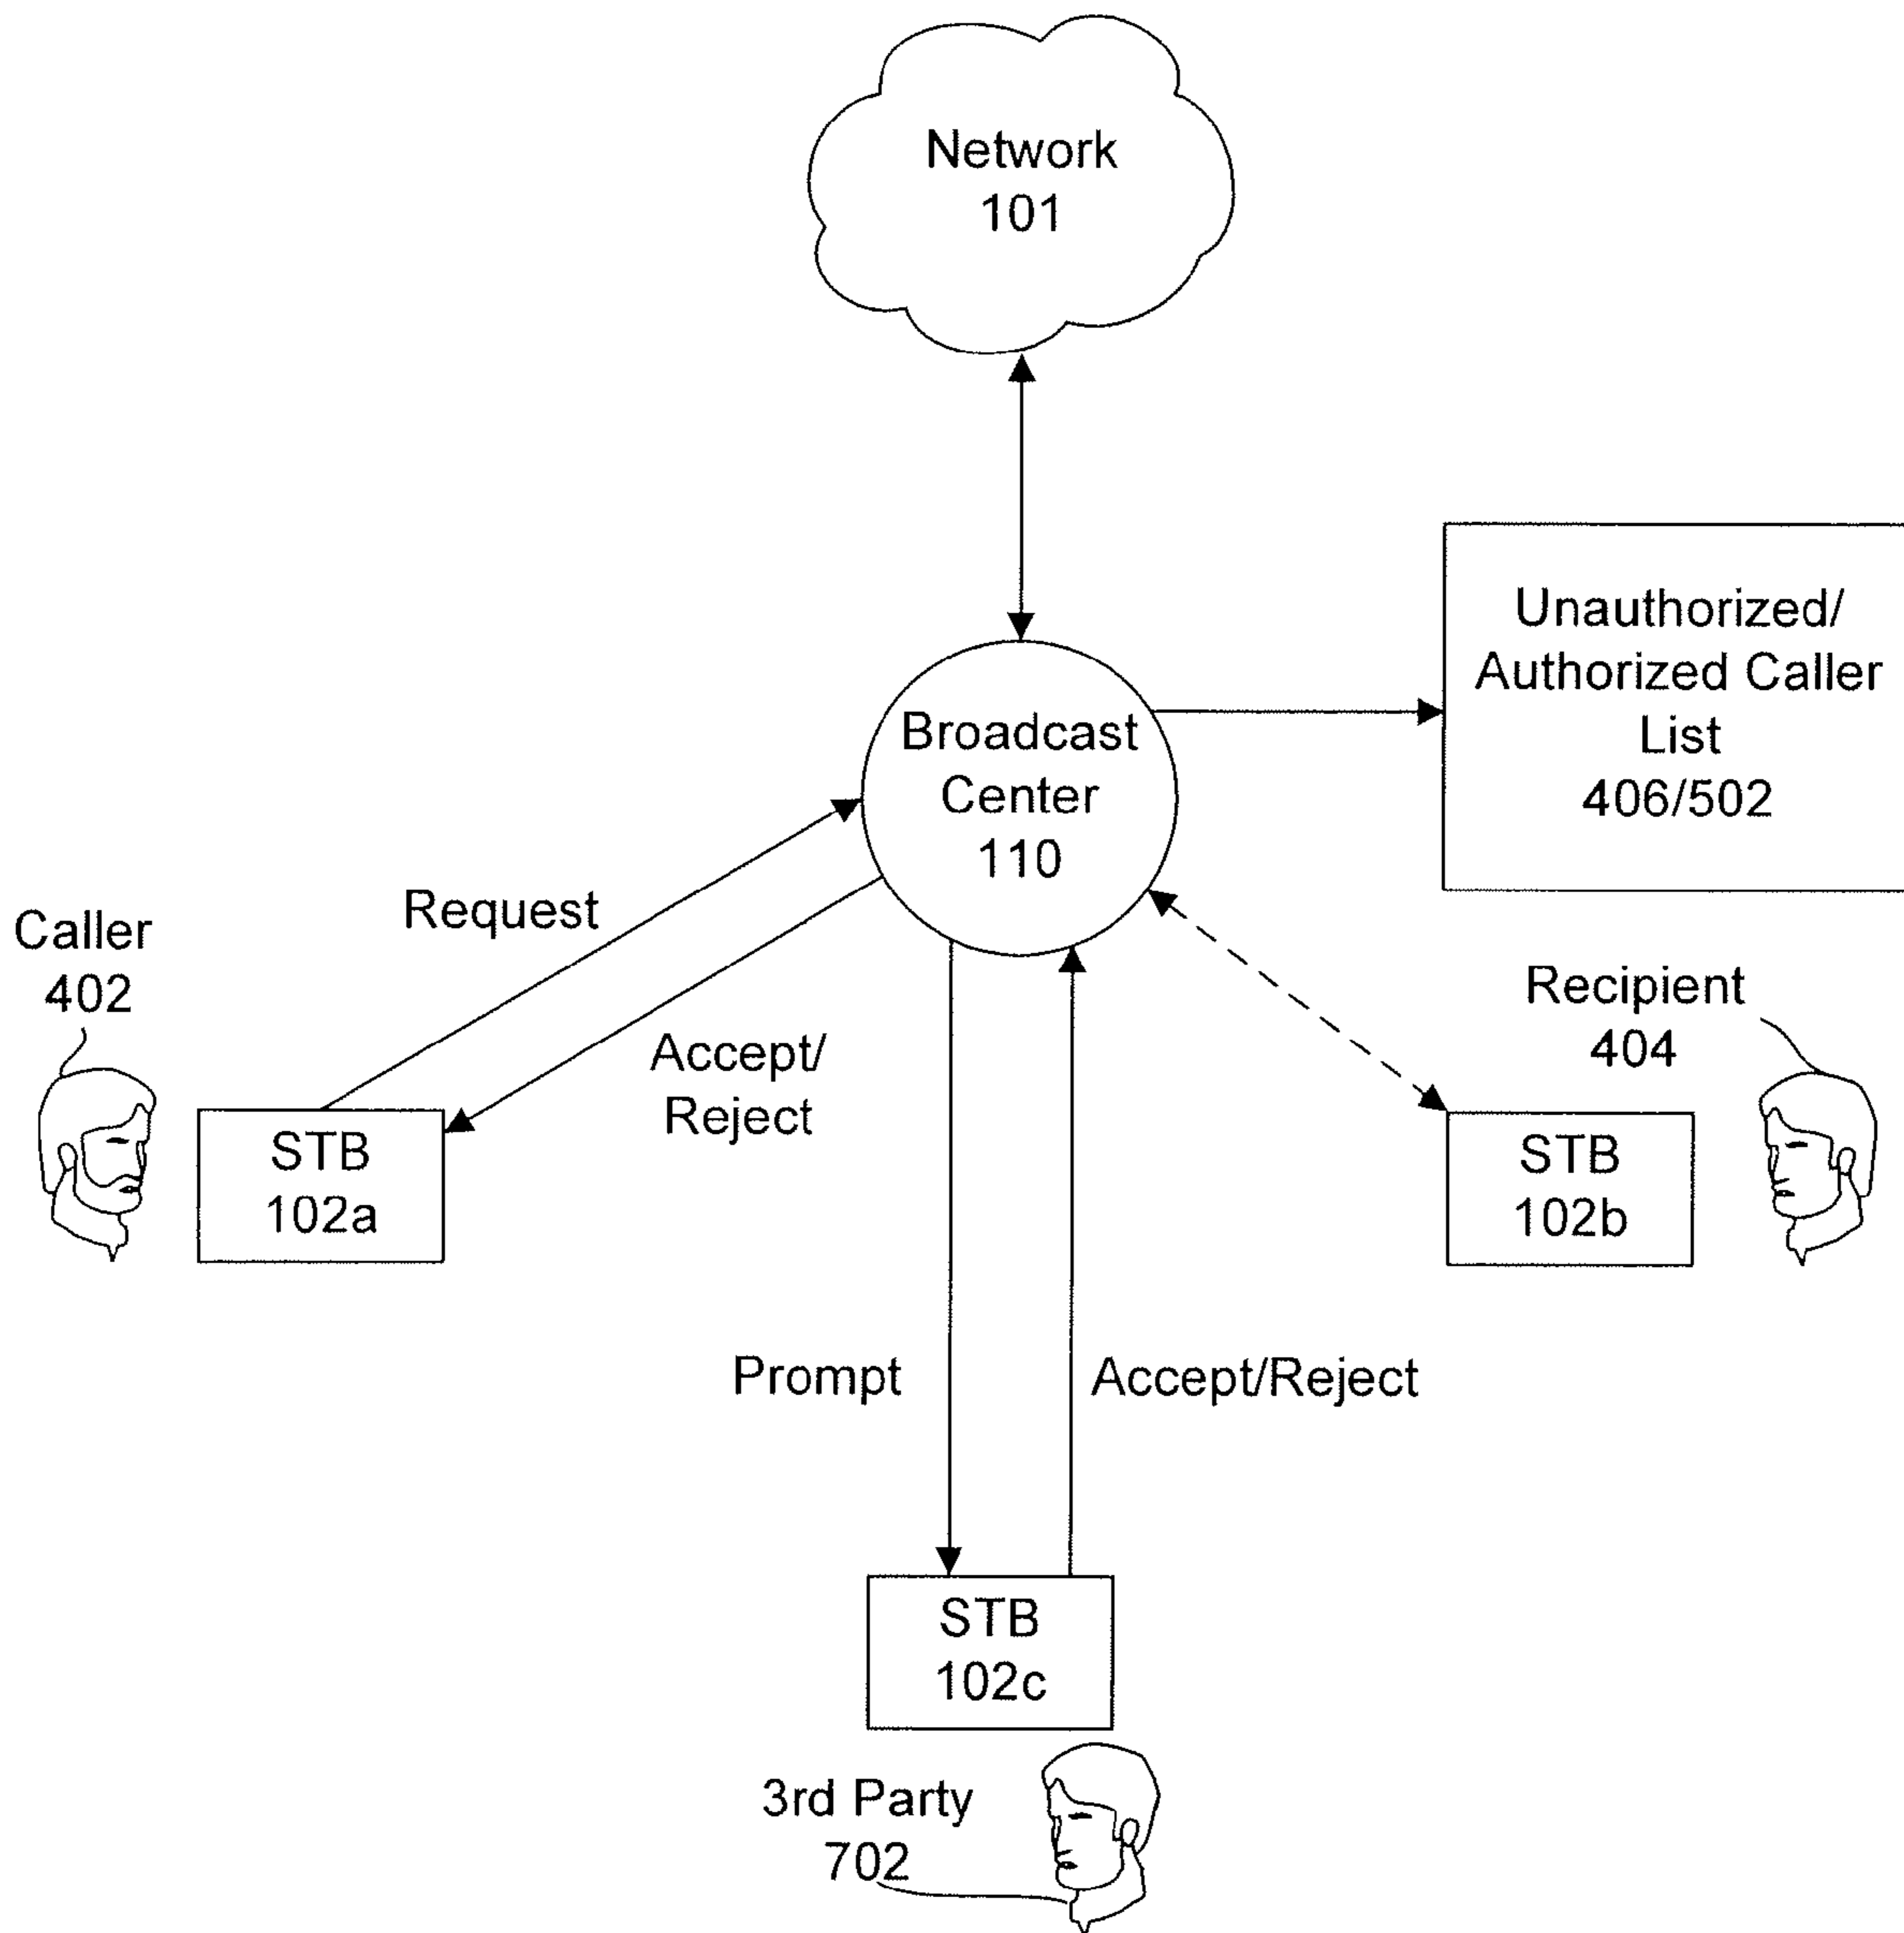 Network
101
Unauthorized/
Authorized Caller
List
406/502
Broadcast
Center
110
Request
Caller
402
Accept/
Reject
Recipient
404
STB
102a
STB
102b
Prompt
Accept/Reject
STB
102c
3rd Party
702